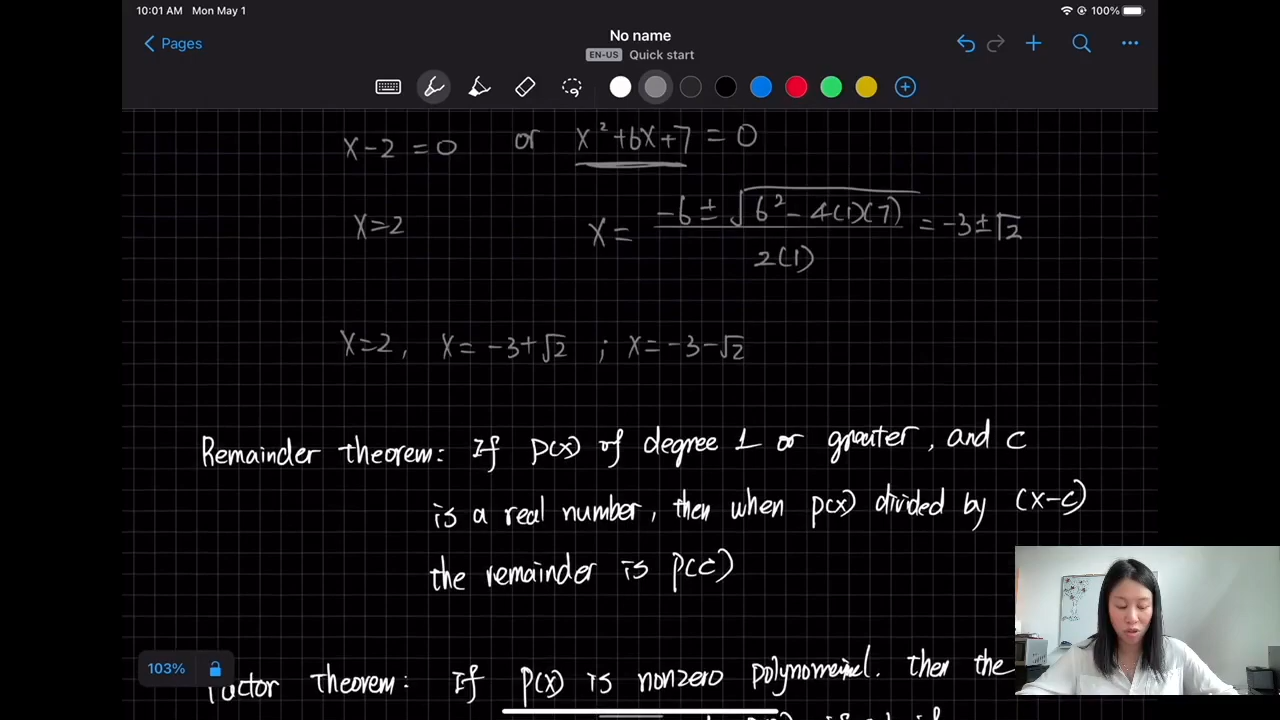 10:01 AM Mon May 1
100%
Pages
No name
EN-US Quick start
x-2=0 or x²+6x+7=0
x=2 x= (-6±√(6²-4(1)(7)))/(2(1)) = -3±√2
x=2, x=-3+√2 ; x=-3-√2
Remainder theorem: If p(x) of degree 1 or greater, and c
is a real number, then when p(x) divided by (x-c)
the remainder is p(c)
103%
Factor theorem: If p(x) is nonzero polynomial. then the